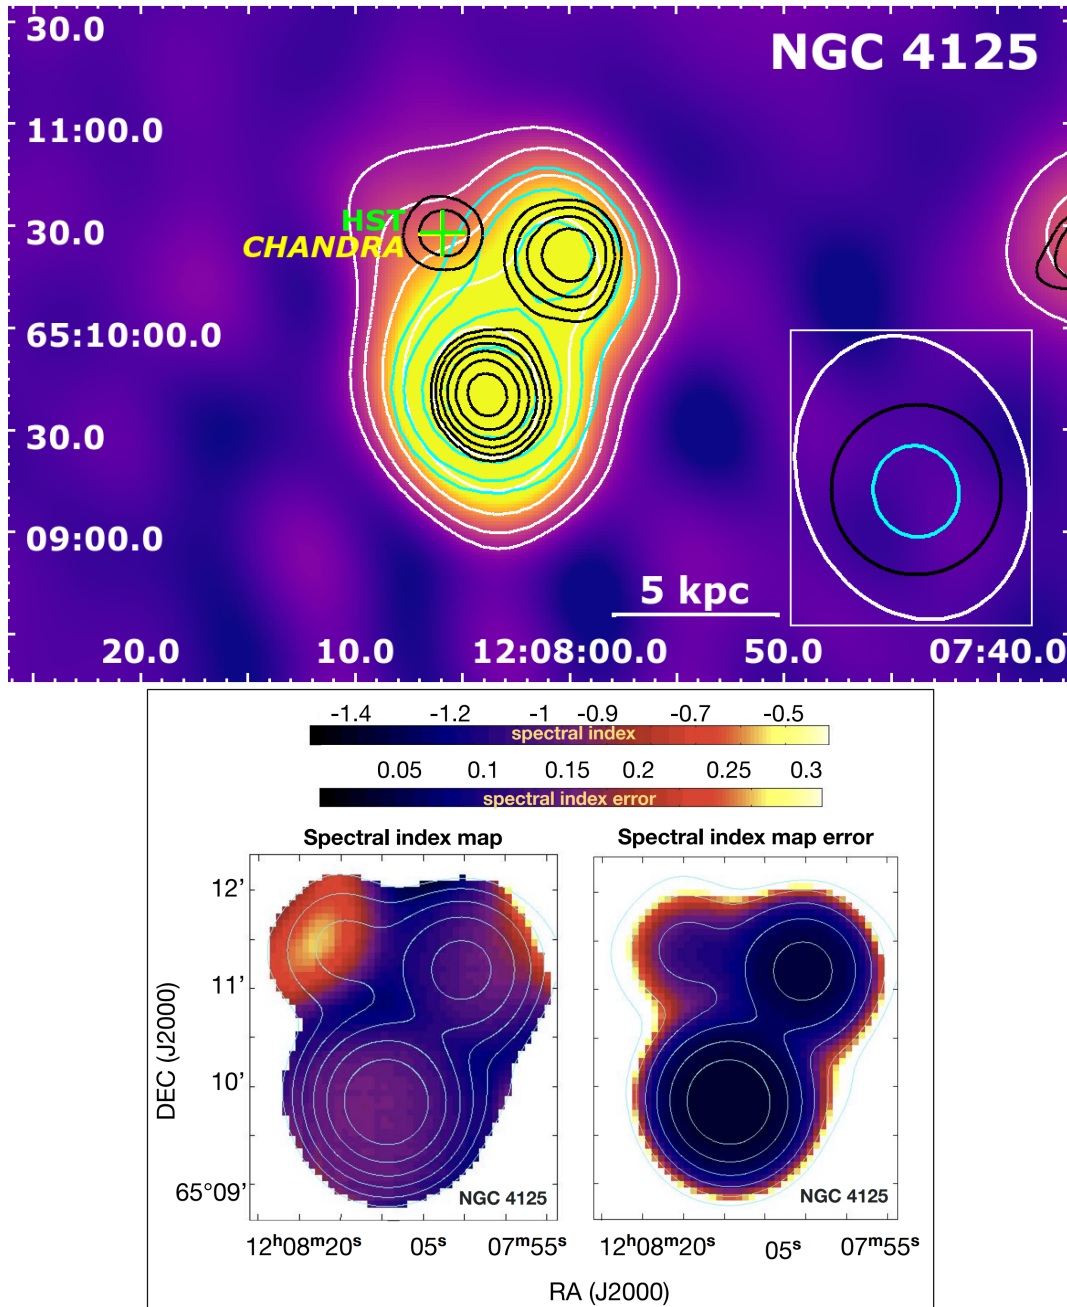 30.0
NGC 4125
11:00.0
30.0
HST
CHANDRA
65:10:00.0
30.0
09:00.0
5 kpc
20.0 10.0 12:08:00.0 50.0 07:40.0
-1.4 -1.2 -1 -0.9 -0.7 -0.5
spectral index
0.05 0.1 0.15 0.2 0.25 0.3
spectral index error
Spectral index map Spectral index map error
12'
11'
10'
65°09'
DEC (J2000)
NGC 4125 NGC 4125
12ʰ08ᵐ20ˢ 05ˢ 07ᵐ55ˢ 12ʰ08ᵐ20ˢ 05ˢ 07ᵐ55ˢ
RA (J2000)